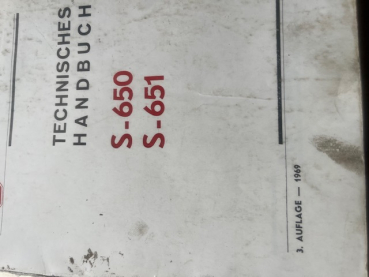 TECHNISCHES
HANDBUCH
S-650
S-651
3. AUFLAGE — 1969